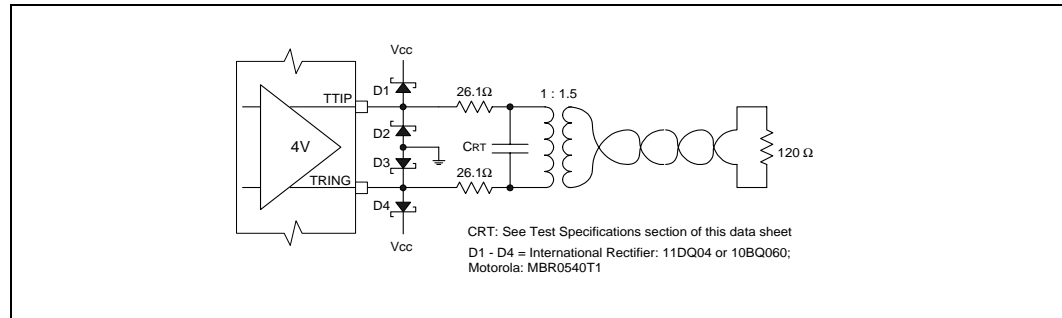 Vcc
D1
TTIP
26.1Ω
1 : 1.5
D2
4V
CRT
120 Ω
D3
TRING
26.1Ω
D4
Vcc
CRT: See Test Specifications section of this data sheet
D1 - D4 = International Rectifier: 11DQ04 or 10BQ060;
Motorola: MBR0540T1